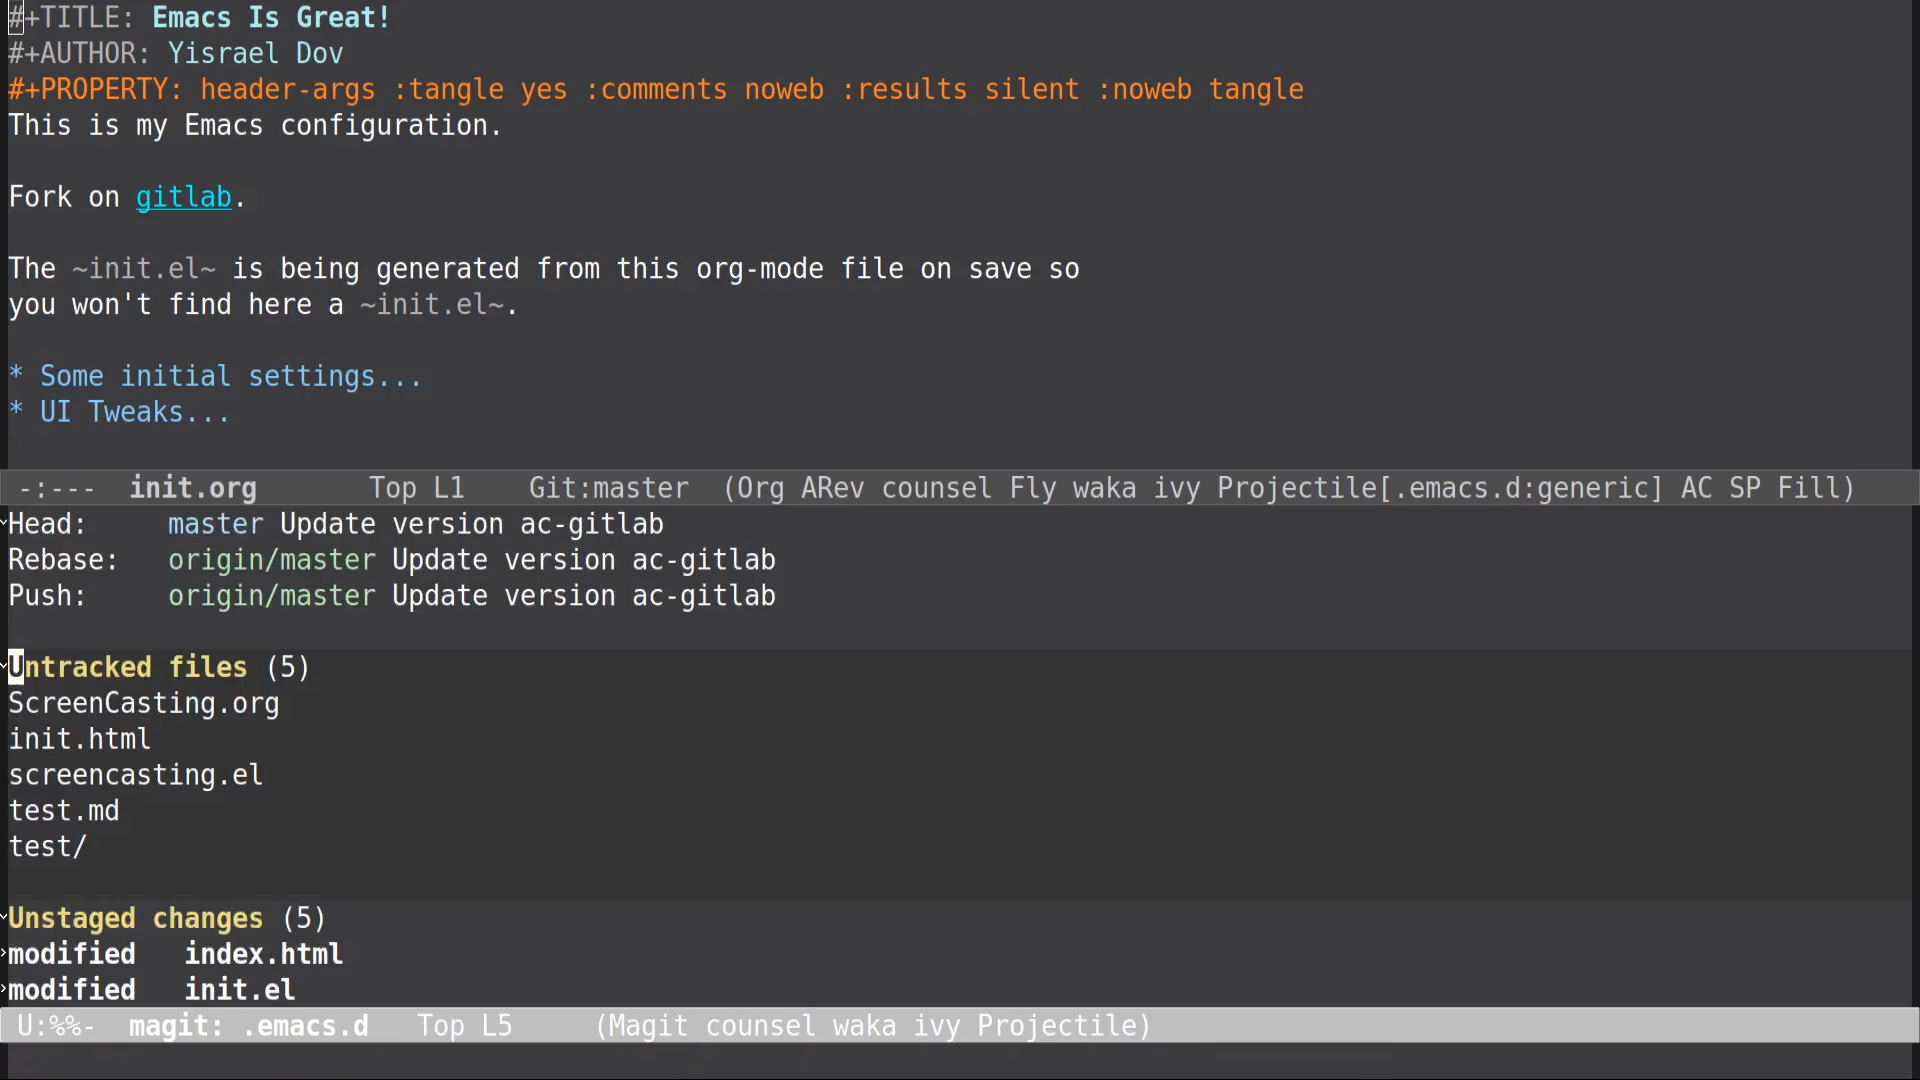 #+TITLE: Emacs Is Great!
#+AUTHOR: Yisrael Dov
#+PROPERTY: header-args :tangle yes :comments noweb :results silent :noweb tangle
This is my Emacs configuration.
Fork on gitlab.
The ~init.el~ is being generated from this org-mode file on save so
you won't find here a ~init.el~.
* Some initial settings...
* UI Tweaks...
-:---  init.org       Top L1    Git:master  (Org ARev counsel Fly waka ivy Projectile[.emacs.d:generic] AC SP Fill)
Head:     master Update version ac-gitlab
Rebase:   origin/master Update version ac-gitlab
Push:     origin/master Update version ac-gitlab
Untracked files (5)
ScreenCasting.org
init.html
screencasting.el
test.md
test/
Unstaged changes (5)
modified   index.html
modified   init.el
U:%%-  magit: .emacs.d   Top L5     (Magit counsel waka ivy Projectile)